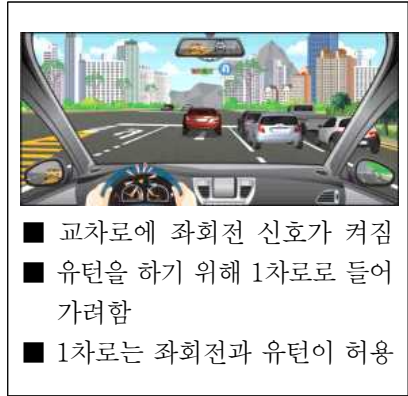 ■ 교차로에 좌회전 신호가 켜짐
■ 유턴을 하기 위해 1차로로 들어
가려함
■ 1차로는 좌회전과 유턴이 허용